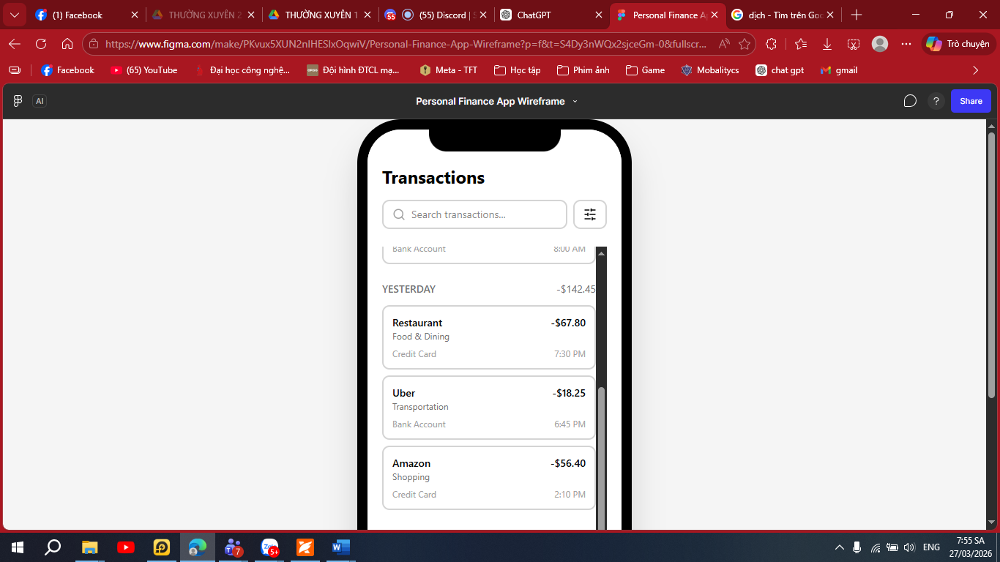 (1) Facebook
THƯỜNG XUYÊN 2
THƯỜNG XUYÊN 1
55
(55) Discord | S
ChatGPT
Personal Finance Ap
dịch - Tìm trên Goo
https://www.figma.com/make/PKvux5XUN2nIHESIxOqwiV/Personal-Finance-App-Wireframe?p=f&t=S4Dy3nWQx2sjceGm-0&fullscr...
Trò chuyện
Facebook
(65) YouTube
Đại học công nghệ...
Đội hình ĐTCL mạ...
Meta - TFT
Học tập
Phim ảnh
Game
Mobalitycs
chat gpt
gmail
AI
Personal Finance App Wireframe
?
Share
Transactions
Search transactions...
Bank Account 8:00 AM
YESTERDAY -$142.45
Restaurant -$67.80
Food & Dining
Credit Card 7:30 PM
Uber -$18.25
Transportation
Bank Account 6:45 PM
Amazon -$56.40
Shopping
Credit Card 2:10 PM
7
5+
ENG
7:55 SA
27/03/2026